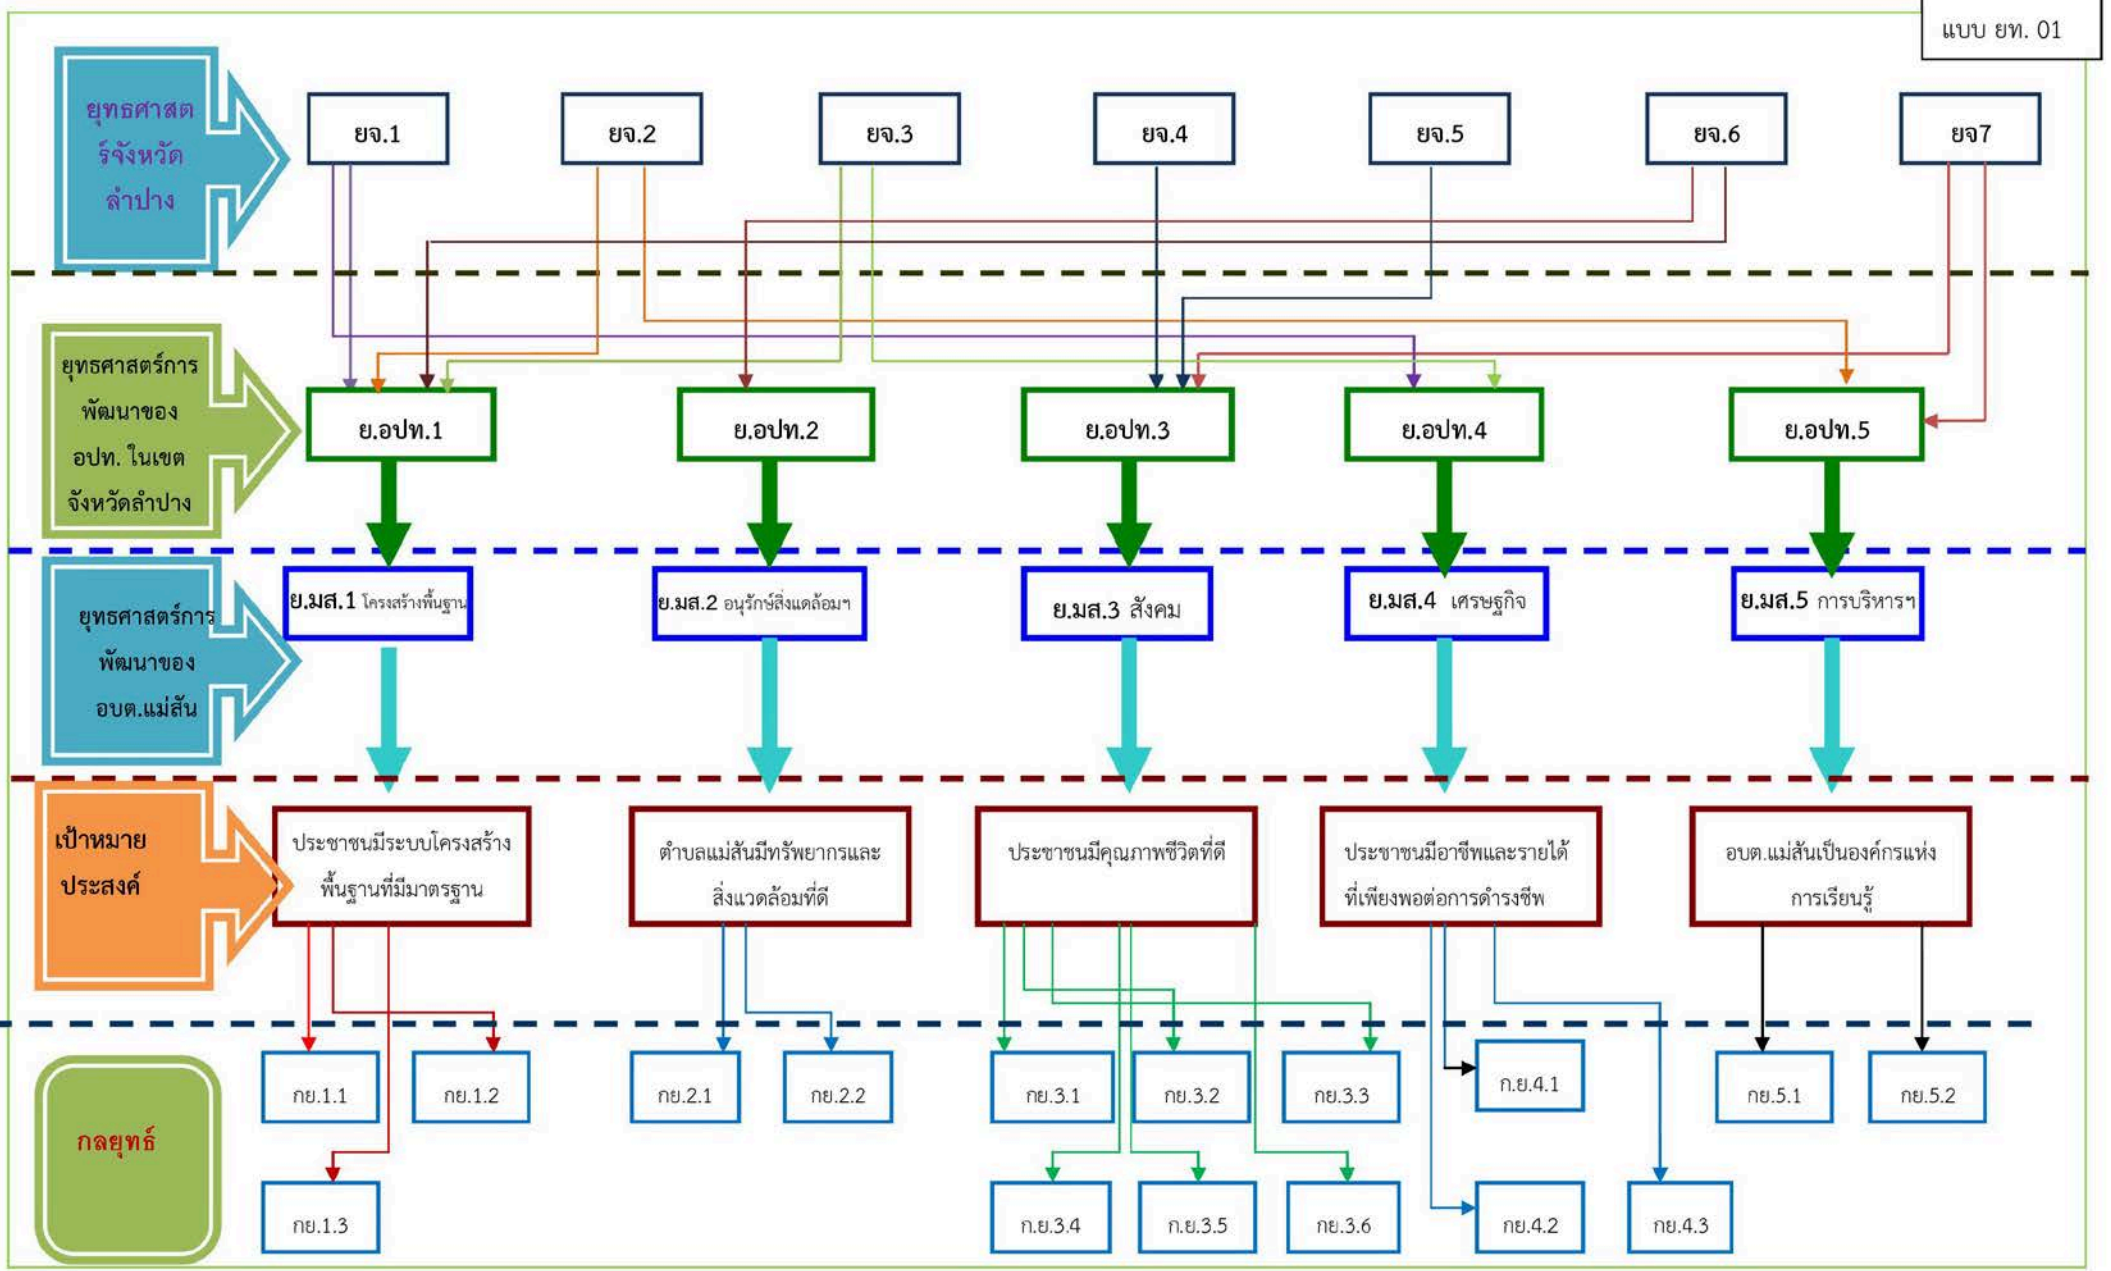 แบบ ยท. 01
ยุทธศาสต
ร์จังหวัด
ลำปาง
ยจ.1
ยจ.2
ยจ.3
ยจ.4
ยจ.5
ยจ.6
ยจ7
ยุทธศาสตร์การ
พัฒนาของ
อปท. ในเขต
จังหวัดลำปาง
ย.อปท.1
ย.อปท.2
ย.อปท.3
ย.อปท.4
ย.อปท.5
ยุทธศาสตร์การ
พัฒนาของ
อบต.แม่สัน
ย.มส.1 โครงสร้างพื้นฐาน
ย.มส.2 อนุรักษ์สิ่งแดล้อมฯ
ย.มส.3 สังคม
ย.มส.4 เศรษฐกิจ
ย.มส.5 การบริหารฯ
เป้าหมาย
ประสงค์
ประชาชนมีระบบโครงสร้าง
พื้นฐานที่มีมาตรฐาน
ตำบลแม่สันมีทรัพยากรและ
สิ่งแวดล้อมที่ดี
ประชาชนมีคุณภาพชีวิตที่ดี
ประชาชนมีอาชีพและรายได้
ที่เพียงพอต่อการดำรงชีพ
อบต.แม่สันเป็นองค์กรแห่ง
การเรียนรู้
กลยุทธ์
กย.1.1
กย.1.2
กย.2.1
กย.2.2
กย.3.1
กย.3.2
กย.3.3
ก.ย.4.1
กย.5.1
กย.5.2
กย.1.3
ก.ย.3.4
ก.ย.3.5
กย.3.6
กย.4.2
กย.4.3